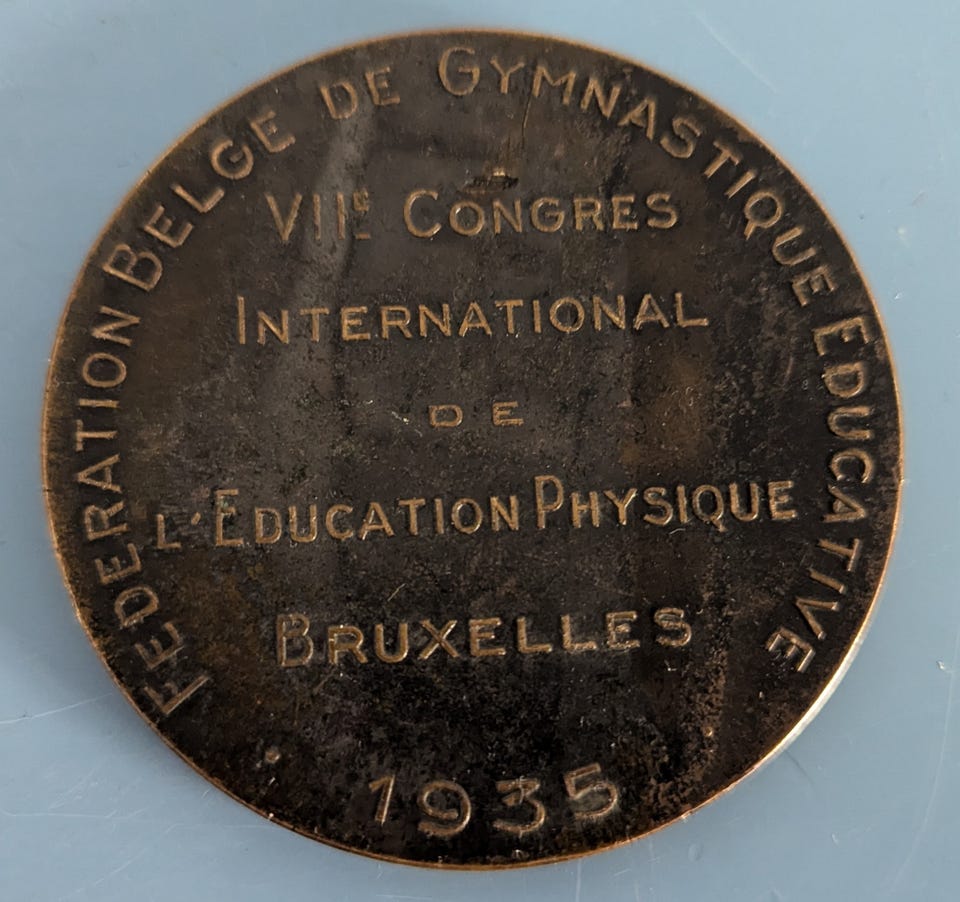 FEDERATION BELGE DE GYMNASTIQUE EDUCATIVE
VIIE CONGRES
INTERNATIONAL
DE
L'EDUCATION PHYSIQUE
BRUXELLES
1935